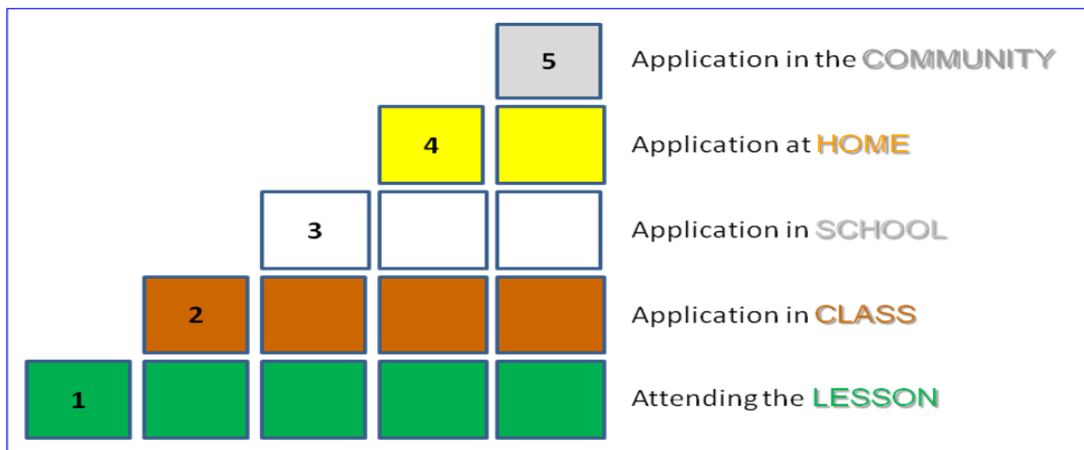 5 Application in the COMMUNITY
4 Application at HOME
3 Application in SCHOOL
2 Application in CLASS
1 Attending the LESSON